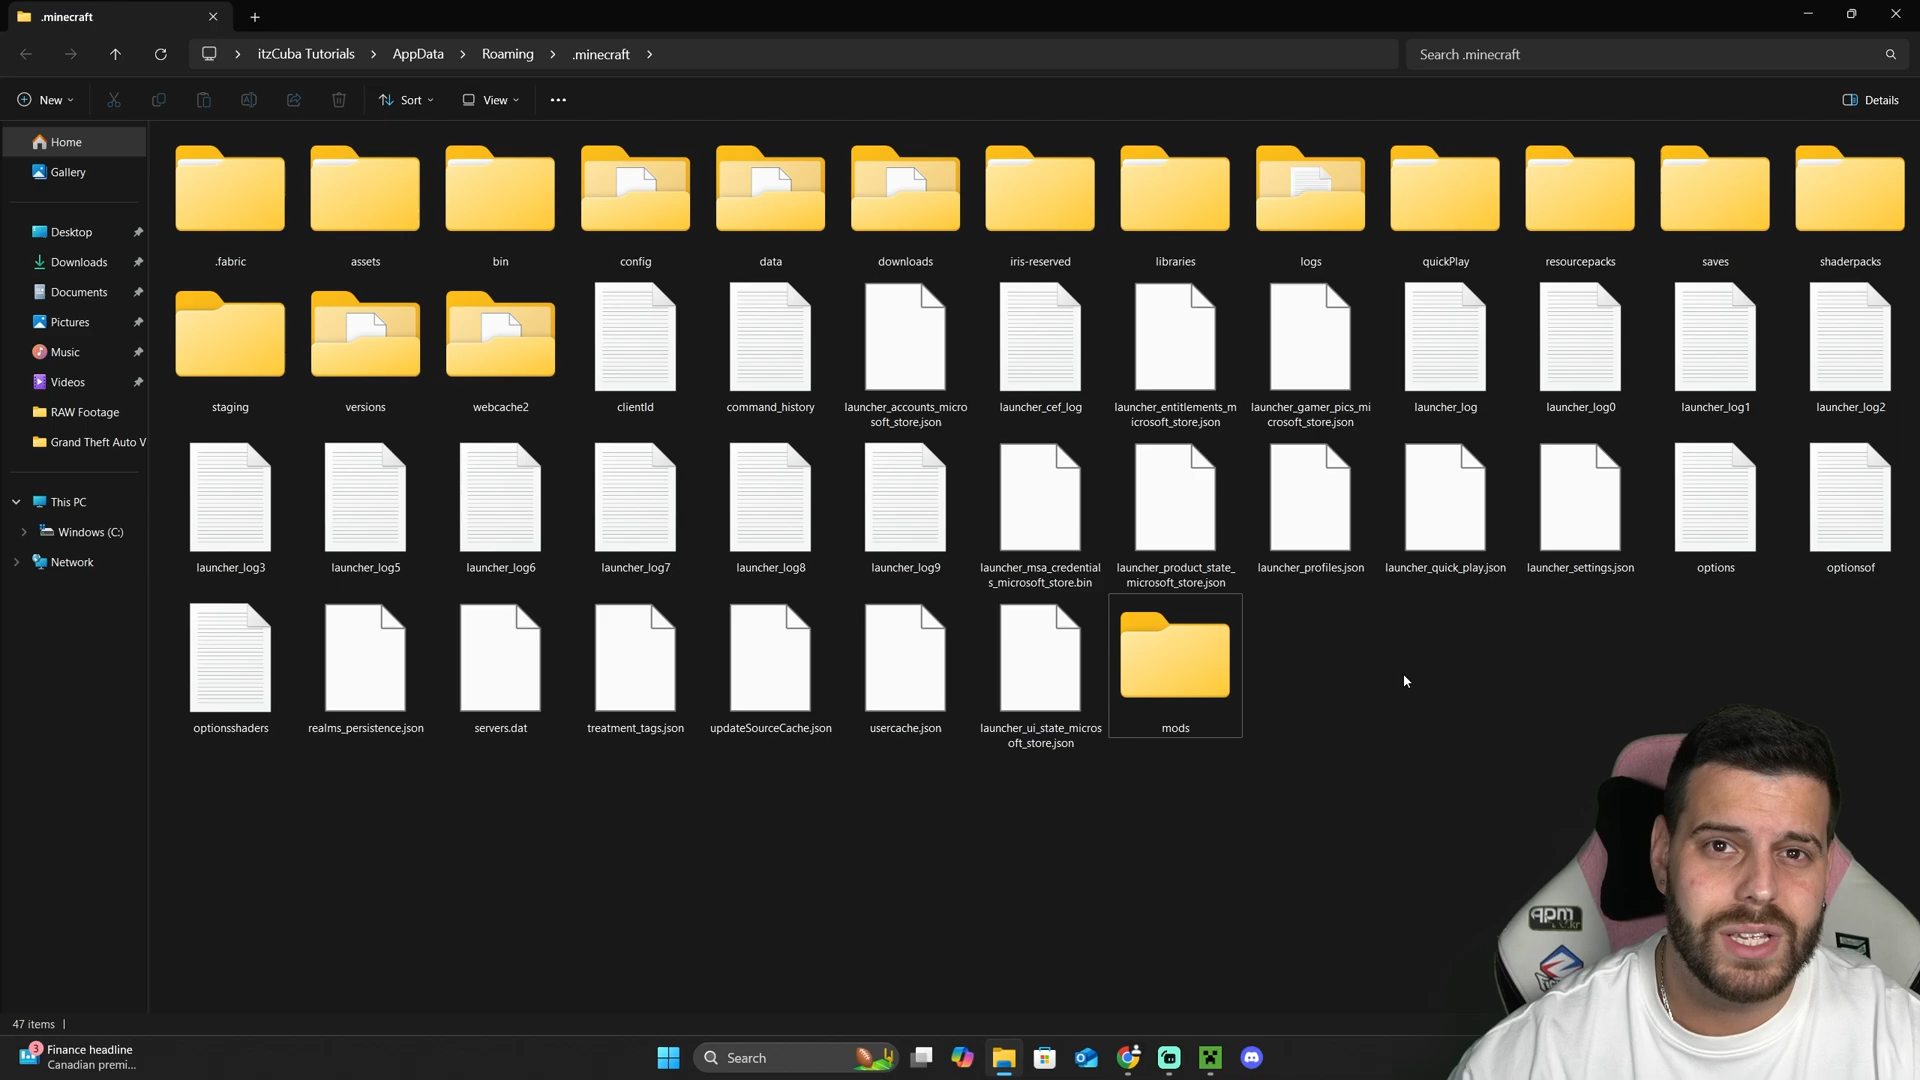 .minecraft
itzCuba Tutorials
AppData
Roaming
.minecraft
Search .minecraft
New
Sort
View
Details
Home
Gallery
Desktop
Downloads
Documents
Pictures
Music
Videos
RAW Footage
Grand Theft Auto V
This PC
Windows (C:)
Network
.fabric
assets
bin
config
data
downloads
iris-reserved
libraries
logs
quickPlay
resourcepacks
saves
shaderpacks
staging
versions
webcache2
clientId
command_history
launcher_accounts_micro
soft_store.json
launcher_cef_log
launcher_entitlements_m
icrosoft_store.json
launcher_gamer_pics_mi
crosoft_store.json
launcher_log
launcher_log0
launcher_log1
launcher_log2
launcher_log3
launcher_log5
launcher_log6
launcher_log7
launcher_log8
launcher_log9
launcher_msa_credential
s_microsoft_store.bin
launcher_product_state_
microsoft_store.json
launcher_profiles.json
launcher_quick_play.json
launcher_settings.json
options
optionsof
optionsshaders
realms_persistence.json
servers.dat
treatment_tags.json
updateSourceCache.json
usercache.json
launcher_ui_state_micros
oft_store.json
mods
apm
47 items
3
Finance headline
Canadian premi...
Search